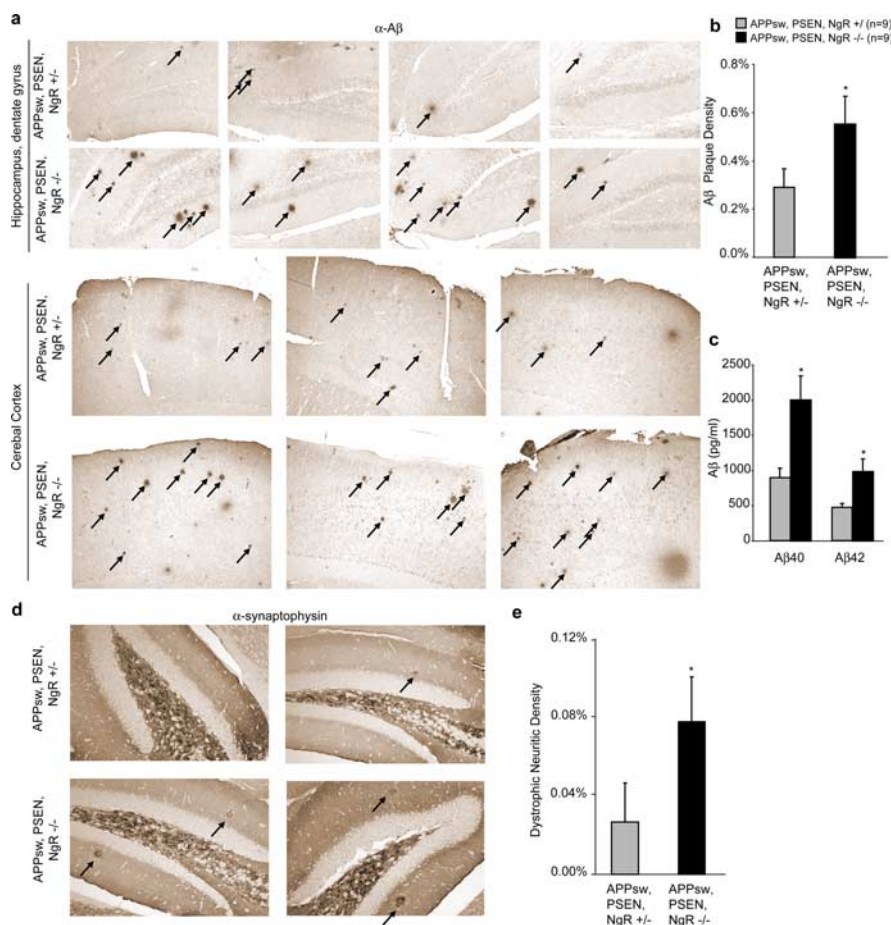 a
α-Aβ
Hippocampus, dentate gyrus
APPsw, PSEN,
NgR +/-
APPsw, PSEN,
NgR -/-
Cerebal Cortex
APPsw, PSEN,
NgR +/-
APPsw, PSEN,
NgR -/-
b
APPsw, PSEN, NgR +/- (n=9)
APPsw, PSEN, NgR -/- (n=9)
Aβ Plaque Density
0.8%
0.6%
0.4%
0.2%
0.0%
*
APPsw,
PSEN,
NgR +/-
APPsw,
PSEN,
NgR -/-
c
Aβ (pg/ml)
2500
2000
1500
1000
500
0
*
*
Aβ40
Aβ42
d
α-synaptophysin
APPsw, PSEN,
NgR +/-
APPsw, PSEN,
NgR -/-
e
Dystrophic Neuritic Density
0.12%
0.08%
0.04%
0.00%
*
APPsw,
PSEN,
NgR +/-
APPsw,
PSEN,
NgR -/-